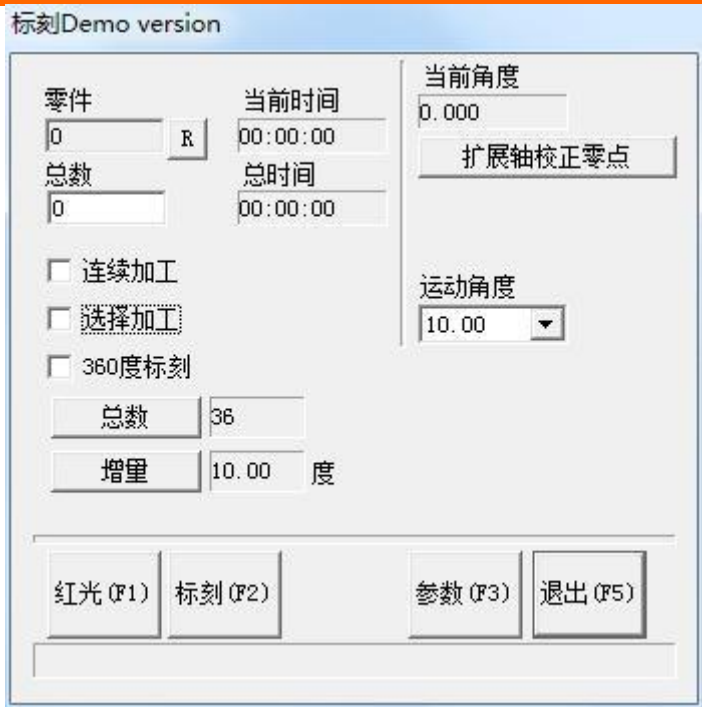 标刻Demo version
零件
当前时间
0
R
00:00:00
总数
总时间
0
00:00:00
当前角度
0.000
扩展轴校正零点
运动角度
10.00
连续加工
选择加工
360度标刻
总数
36
增量
10.00
度
红光(F1)
标刻(F2)
参数(F3)
退出(F5)